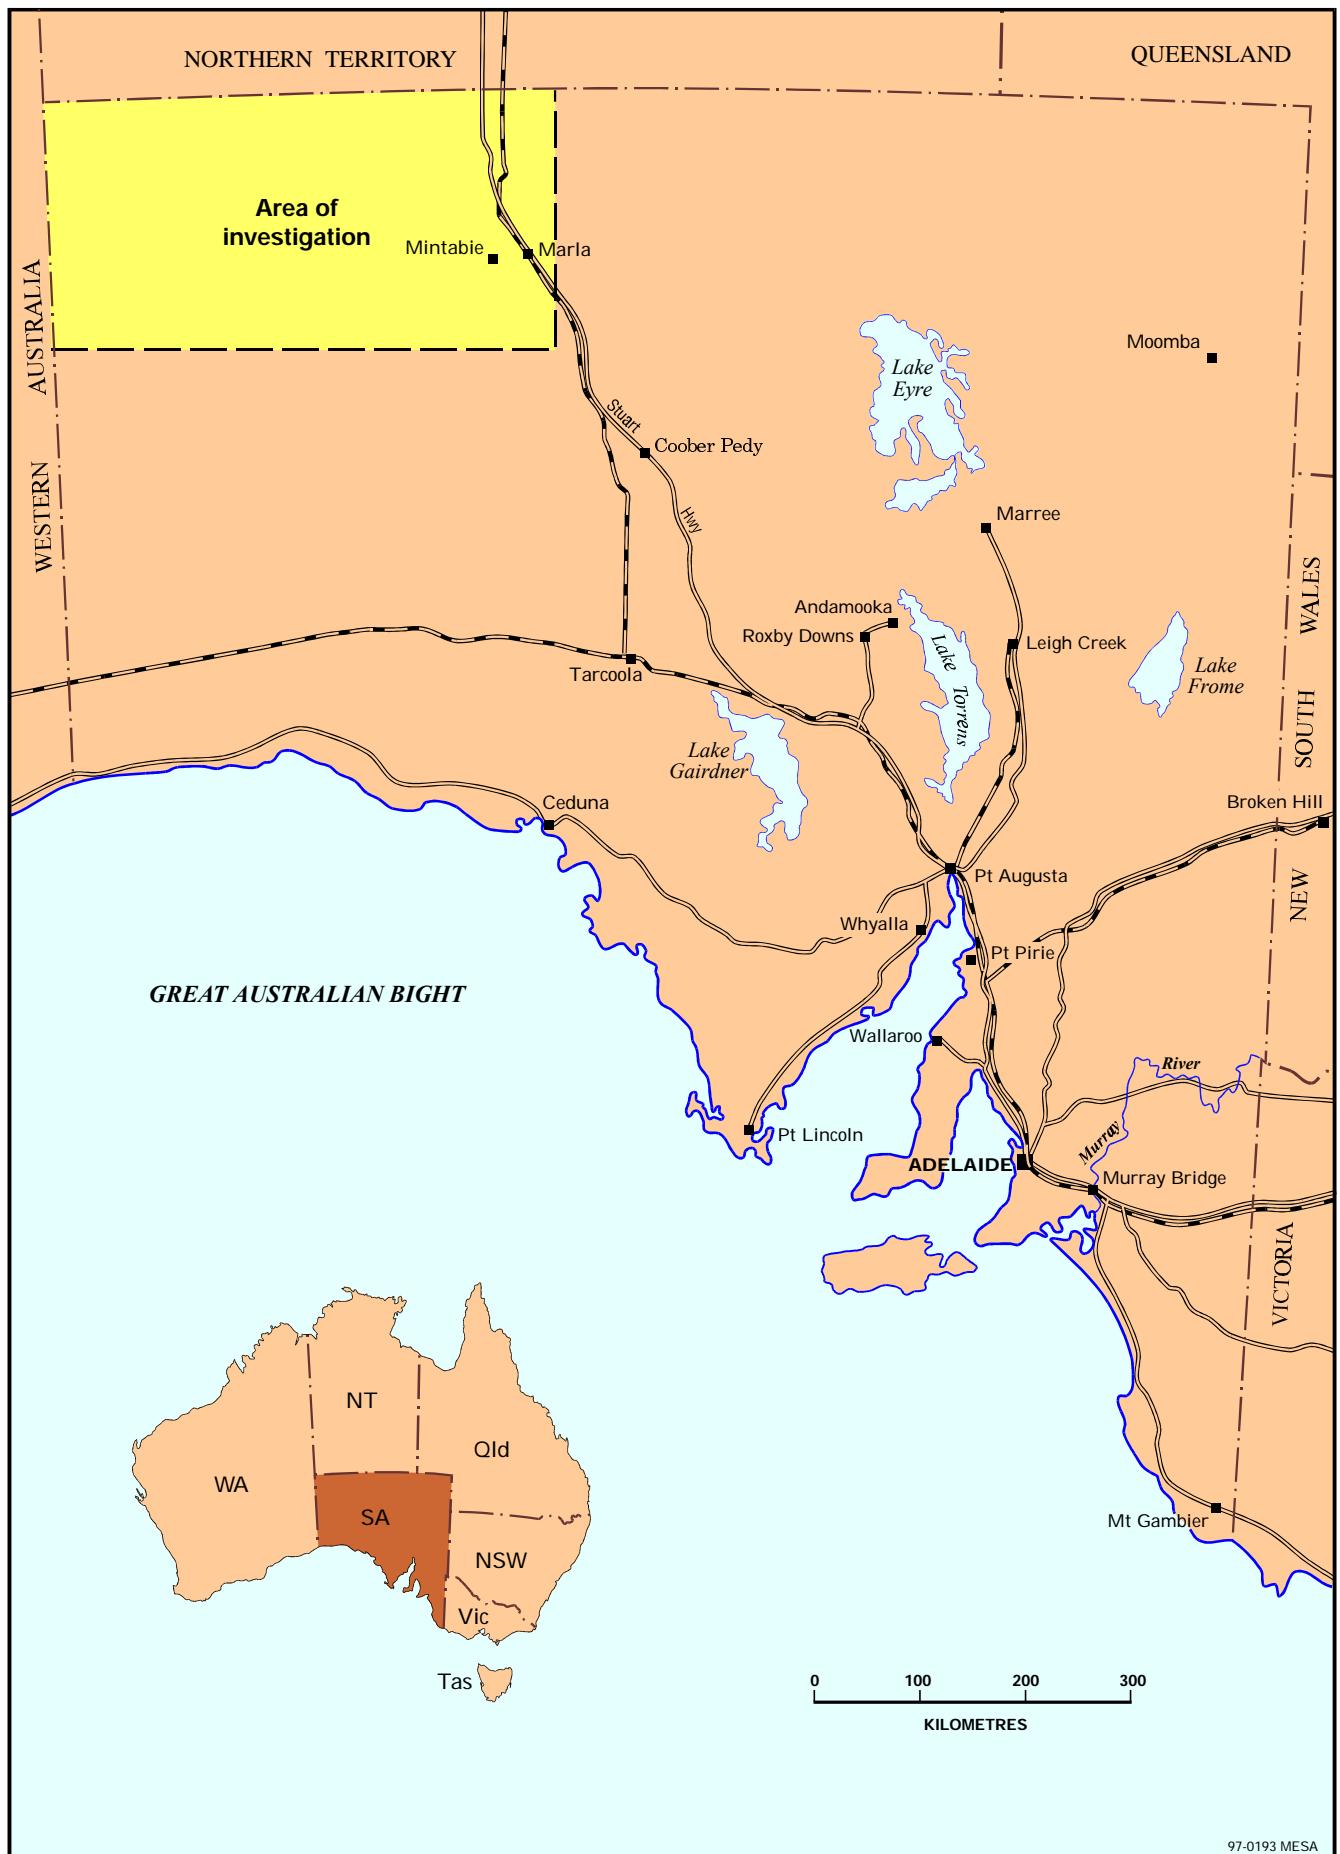 NORTHERN TERRITORY
QUEENSLAND
Area of
investigation
Mintabie
Marla
WESTERN AUSTRALIA
Moomba
Lake
Eyre
Stuart
Coober Pedy
Hwy
Marree
Andamooka
Roxby Downs
Lake Torrens
Leigh Creek
Lake
Frome
Tarcoola
NEW SOUTH WALES
Lake
Gairdner
Ceduna
Broken Hill
Pt Augusta
Whyalla
Pt Pirie
GREAT AUSTRALIAN BIGHT
Wallaroo
River
Murray
Pt Lincoln
ADELAIDE
Murray Bridge
VICTORIA
NT
Qld
WA
SA
Mt Gambier
NSW
Vic
Tas
0 100 200 300
KILOMETRES
97-0193 MESA